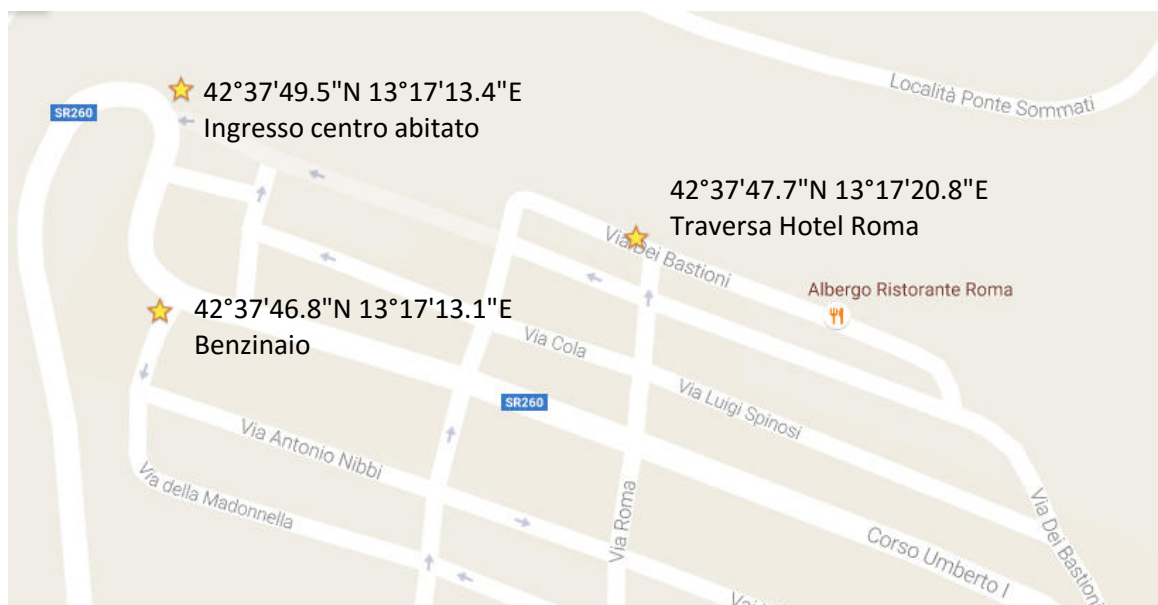 42°37'49.5"N 13°17'13.4"E
Ingresso centro abitato
SR260
Località Ponte Sommati
42°37'47.7"N 13°17'20.8"E
Traversa Hotel Roma
Via Dei Bastioni
Albergo Ristorante Roma
42°37'46.8"N 13°17'13.1"E
Benzinaio
Via Cola
SR260
Via Luigi Spinosi
Via Antonio Nibbi
Via della Madonnella
Via Roma
Corso Umberto I
Via Dei Bastioni